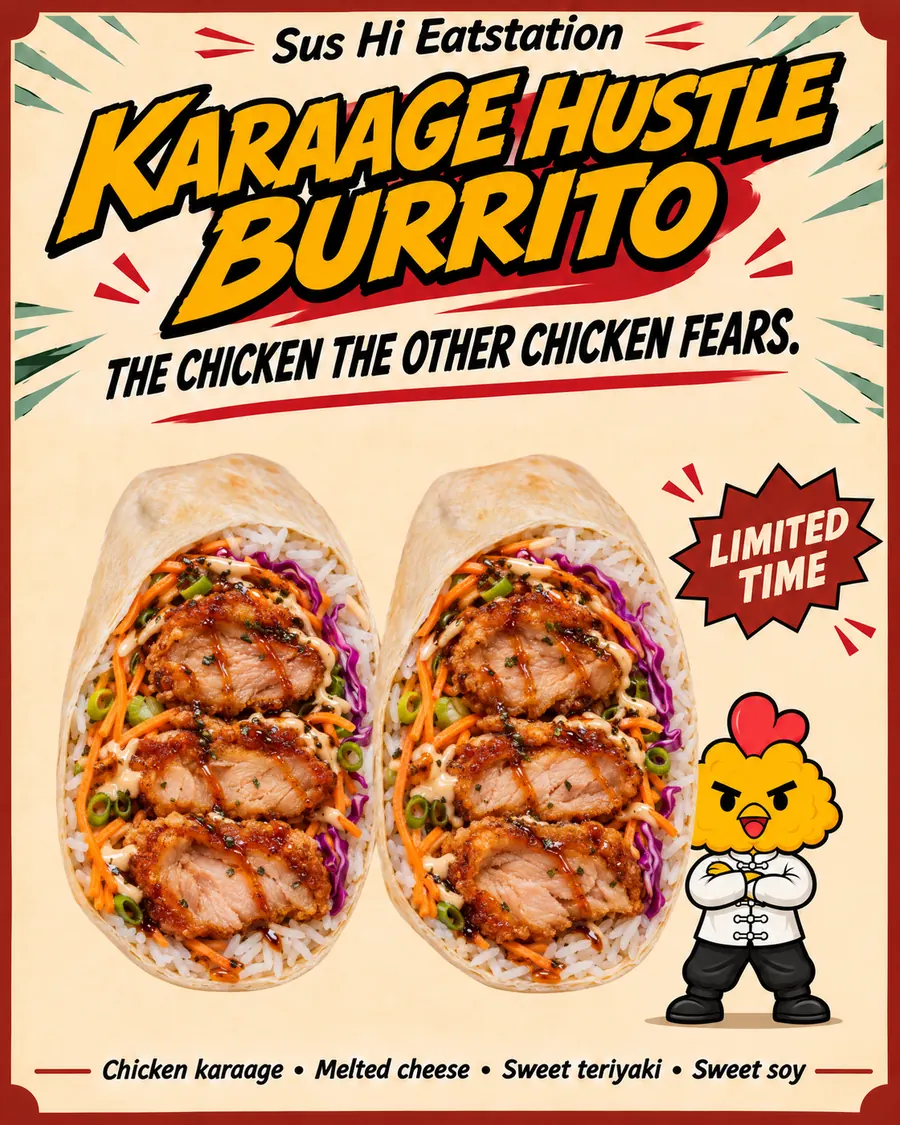 Sus Hi Eatstation
KARAAGE HUSTLE
BURRITO
THE CHICKEN THE OTHER CHICKEN FEARS.
LIMITED
TIME
Chicken karaage • Melted cheese • Sweet teriyaki • Sweet soy